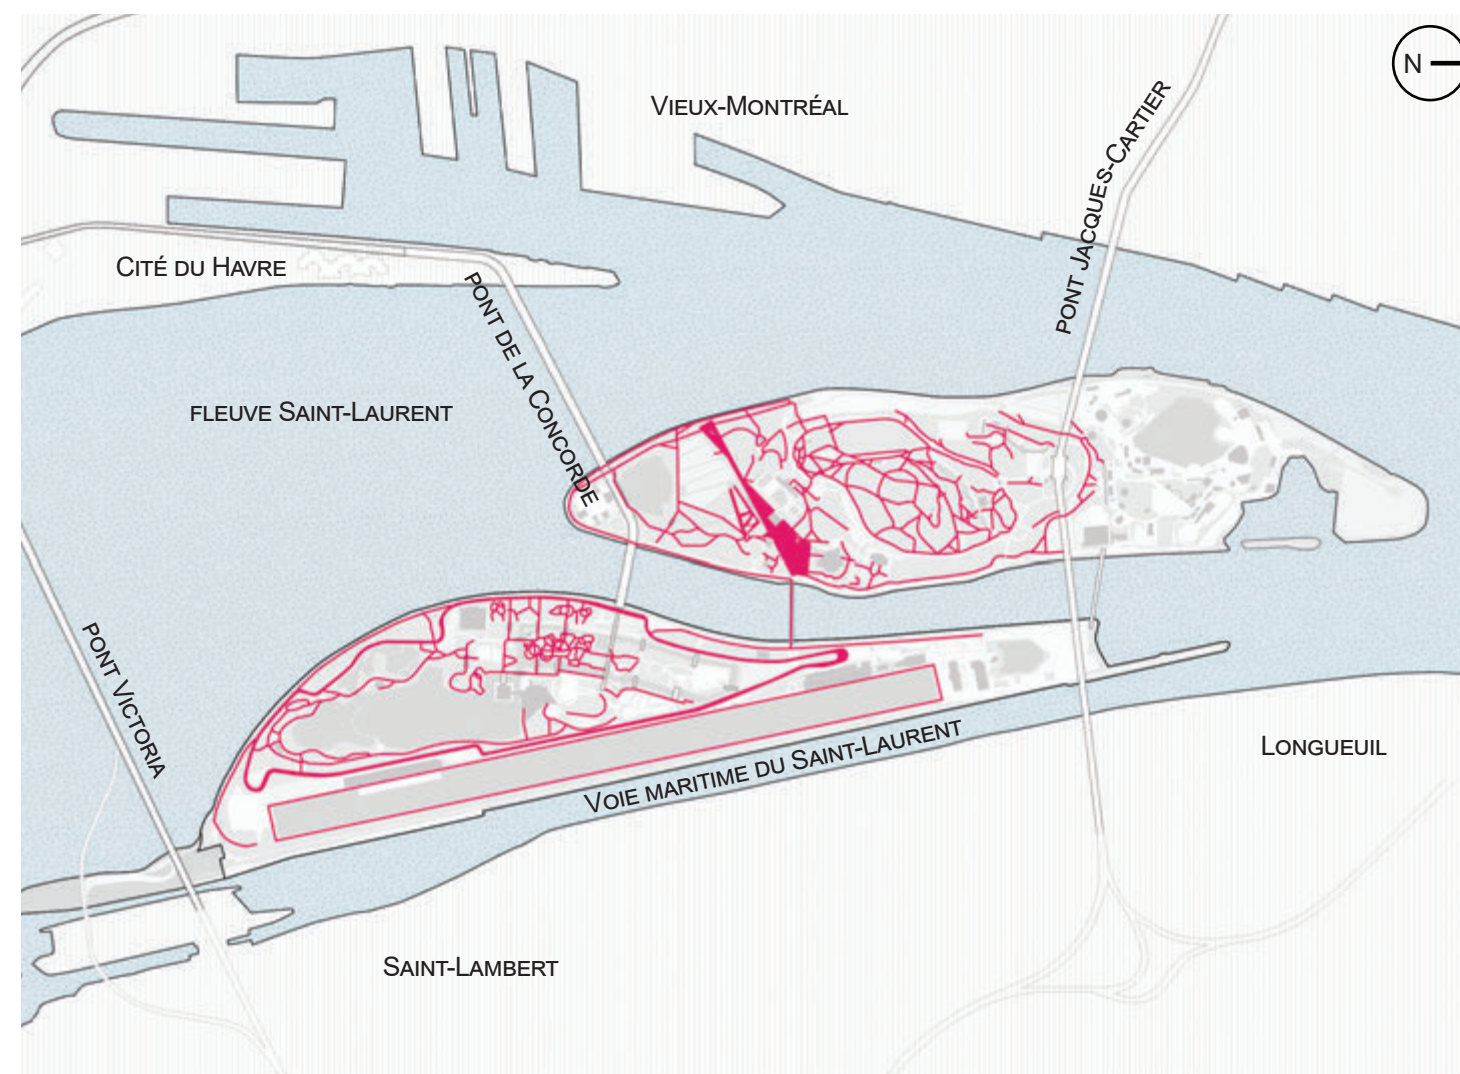 N
VIEUX-MONTRÉAL
PONT JACQUES-CARTIER
CITÉ DU HAVRE
PONT DE LA CONCORDE
FLEUVE SAINT-LAURENT
PONT VICTORIA
VOIE MARITIME DU SAINT-LAURENT
LONGUEUIL
SAINT-LAMBERT